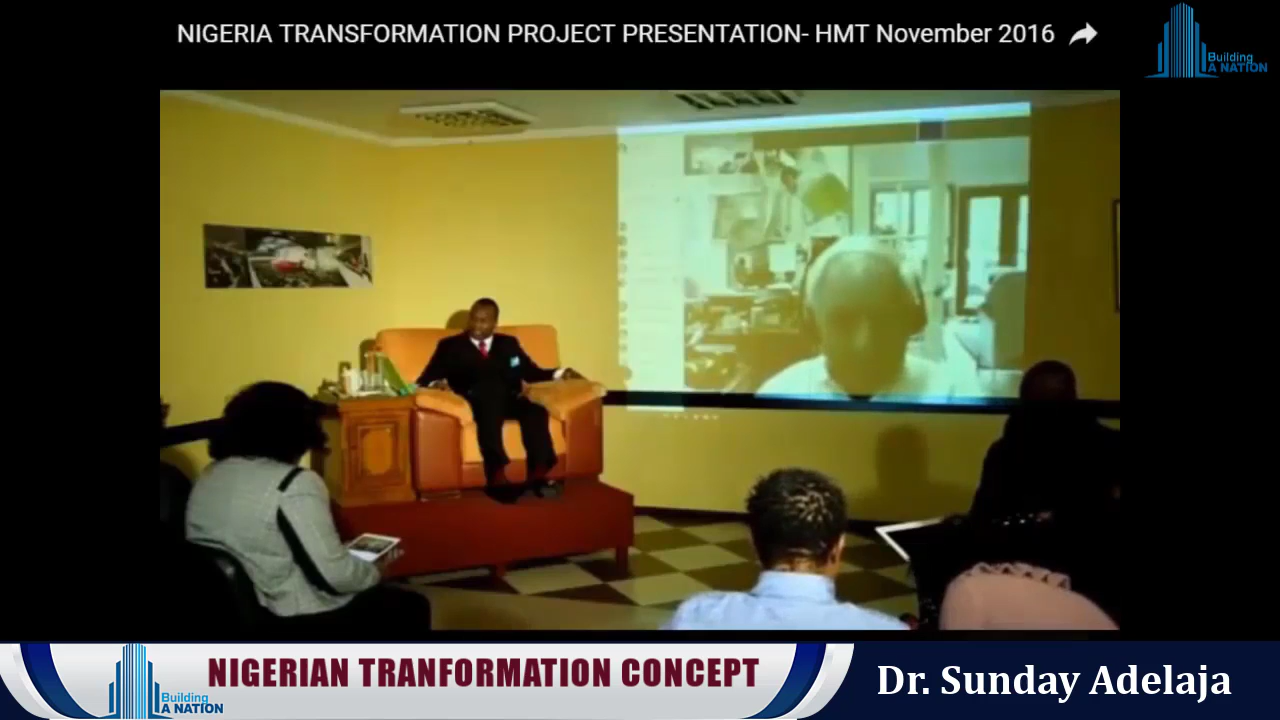 NIGERIA TRANSFORMATION PROJECT PRESENTATION- HMT November 2016
Building
A NATION
NIGERIAN TRANFORMATION CONCEPT
Building
A NATION
Dr. Sunday Adelaja